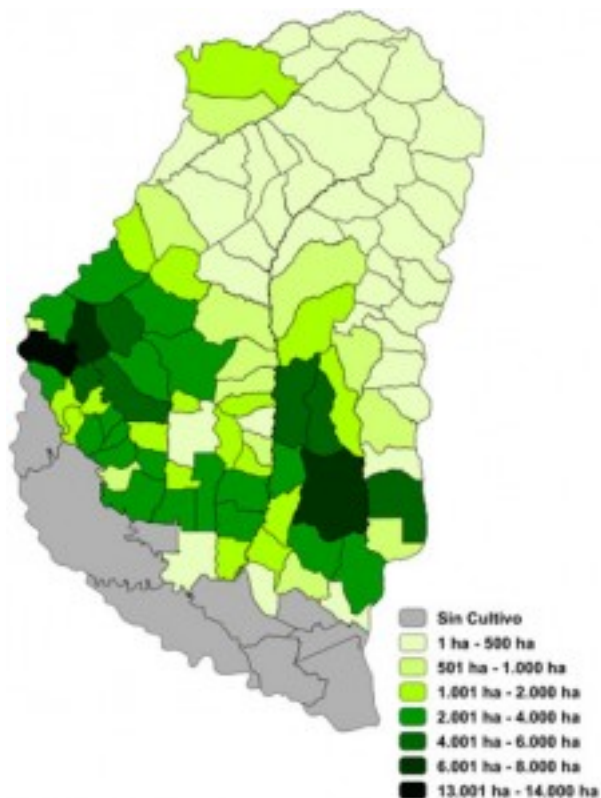 Sin Cultivo
1 ha - 500 ha
501 ha - 1.000 ha
1.001 ha - 2.000 ha
2.001 ha - 4.000 ha
4.001 ha - 6.000 ha
6.001 ha - 8.000 ha
13.001 ha - 14.000 ha